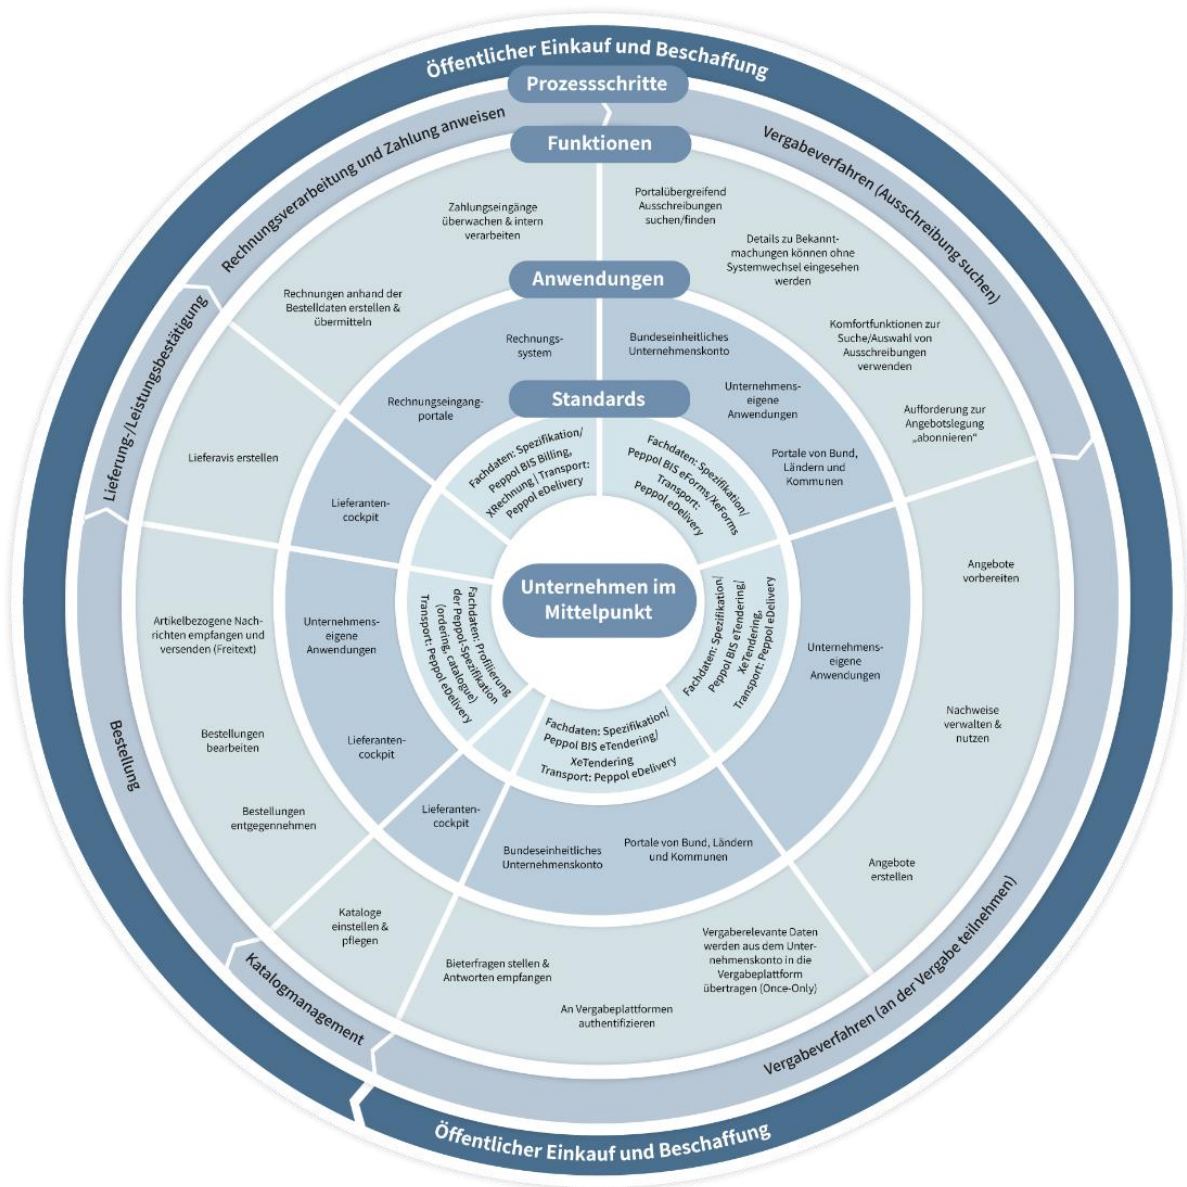 Öffentlicher Einkauf und Beschaffung
Prozessschritte
Rechnungsverarbeitung und Zahlung anweisen
Vergabeverfahren (Ausschreibung suchen)
Vergabeverfahren (an der Vergabe teilnehmen)
Katalogmanagement
Bestellung
Lieferung-/Leistungsbestätigung
Funktionen
Portalübergreifend
Ausschreibungen
suchen/finden
Details zu Bekannt-
machungen können ohne
Systemwechsel eingesehen
werden
Komfortfunktionen zur
Suche/Auswahl von
Ausschreibungen
verwenden
Aufforderung zur
Angebotslegung
„abonnieren“
Angebote
vorbereiten
Nachweise
verwalten &
nutzen
Angebote
erstellen
Vergaberelevante Daten
werden aus dem Unter-
nehmenskonto in die
Vergabeplattform
übertragen (Once-Only)
An Vergabeplattformen
authentifizieren
Bieterfragen stellen &
Antworten empfangen
Kataloge
einstellen &
pflegen
Bestellungen
entgegennehmen
Bestellungen
bearbeiten
Artikelbezogene Nach-
richten empfangen und
versenden (Freitext)
Lieferavis erstellen
Rechnungen anhand der
Bestelldaten erstellen &
übermitteln
Zahlungseingänge
überwachen & intern
verarbeiten
Anwendungen
Bundeseinheitliches
Unternehmenskonto
Unternehmens-
eigene
Anwendungen
Portale von Bund,
Ländern und
Kommunen
Unternehmens-
eigene
Anwendungen
Portale von Bund, Ländern
und Kommunen
Bundeseinheitliches
Unternehmenskonto
Lieferanten-
cockpit
Lieferanten-
cockpit
Unternehmens-
eigene
Anwendungen
Lieferanten-
cockpit
Rechnungseingang-
portale
Rechnungs-
system
Standards
Fachdaten: Spezifikation/
Peppol BIS eForms/XeForms
Transport:
Peppol eDelivery
Fachdaten: Spezifikation/
Peppol BIS eTendering/
XeTendering,
Transport: Peppol eDelivery
Fachdaten: Spezifikation/
Peppol BIS eTendering/
XeTendering
Transport: Peppol eDelivery
Fachdaten: Profilierung
der Peppol-Spezifikation
(ordering, catalogue)
Transport: Peppol eDelivery
Fachdaten: Spezifikation/
Peppol BIS Billing,
XRechnung | Transport:
Peppol eDelivery
Unternehmen im
Mittelpunkt
Öffentlicher Einkauf und Beschaffung